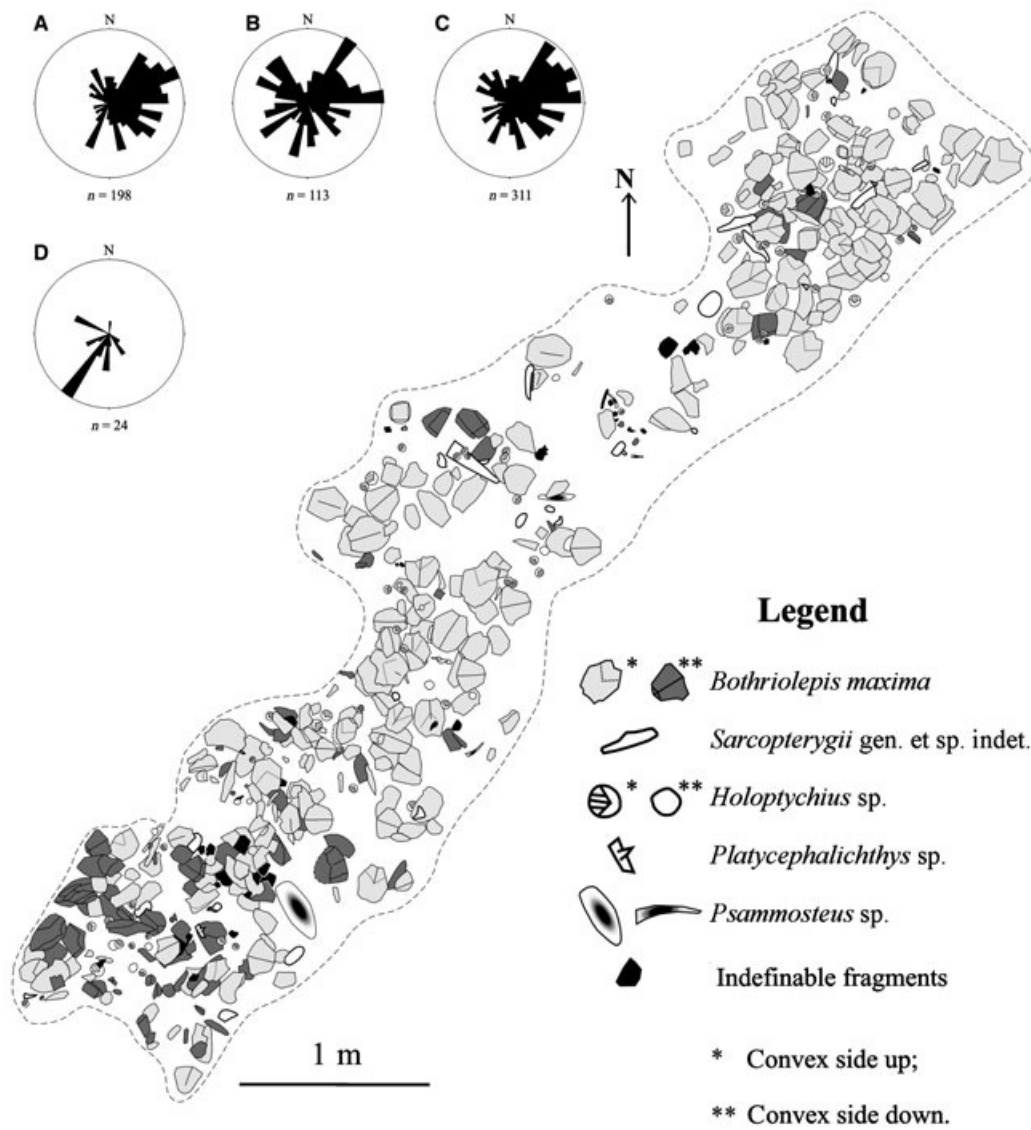 A
B
C
N
N
N
n = 198
n = 113
n = 311
D
N
n = 24
N
Legend
* ** Bothriolepis maxima
Sarcopterygii gen. et sp. indet.
* ** Holoptychius sp.
Platycephalichthys sp.
Psammosteus sp.
Indefinable fragments
1 m
* Convex side up;
** Convex side down.